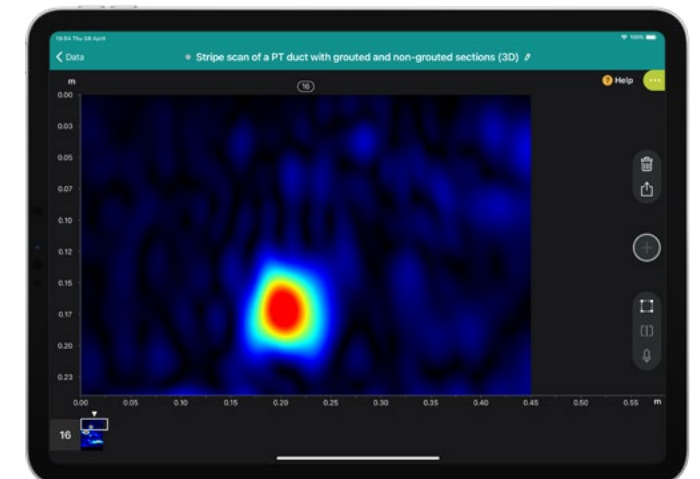 19:54 Thu 08 April
100%
Data
Stripe scan of a PT duct with grouted and non-grouted sections (3D)
m
16
? Help
0.00
0.03
0.05
0.07
0.10
0.12
0.15
0.17
0.20
0.23
0.00 0.05 0.10 0.15 0.20 0.25 0.30 0.35 0.40 0.45 0.50 0.55 m
16